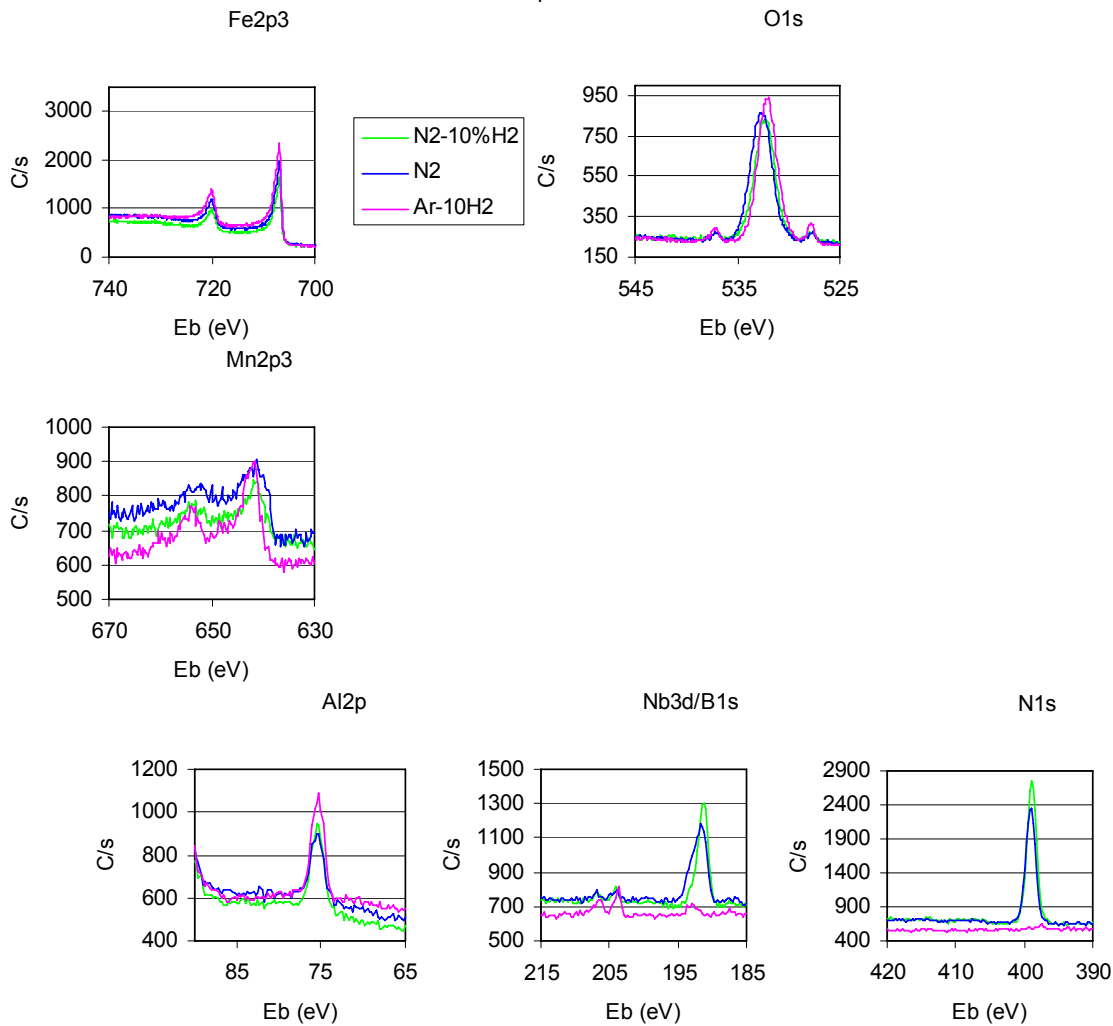 Fe2p3
O1s
3000
2000
1000
0
C/s
740 720 700
Eb (eV)
N2-10%H2
N2
Ar-10H2
950
750
550
350
150
C/s
545 535 525
Eb (eV)
Mn2p3
1000
900
800
700
600
500
C/s
670 650 630
Eb (eV)
Al2p
Nb3d/B1s
N1s
1200
1000
800
600
400
C/s
85 75 65
Eb (eV)
1500
1300
1100
900
700
500
C/s
215 205 195 185
Eb (eV)
2900
2400
1900
1400
900
400
C/s
420 410 400 390
Eb (eV)